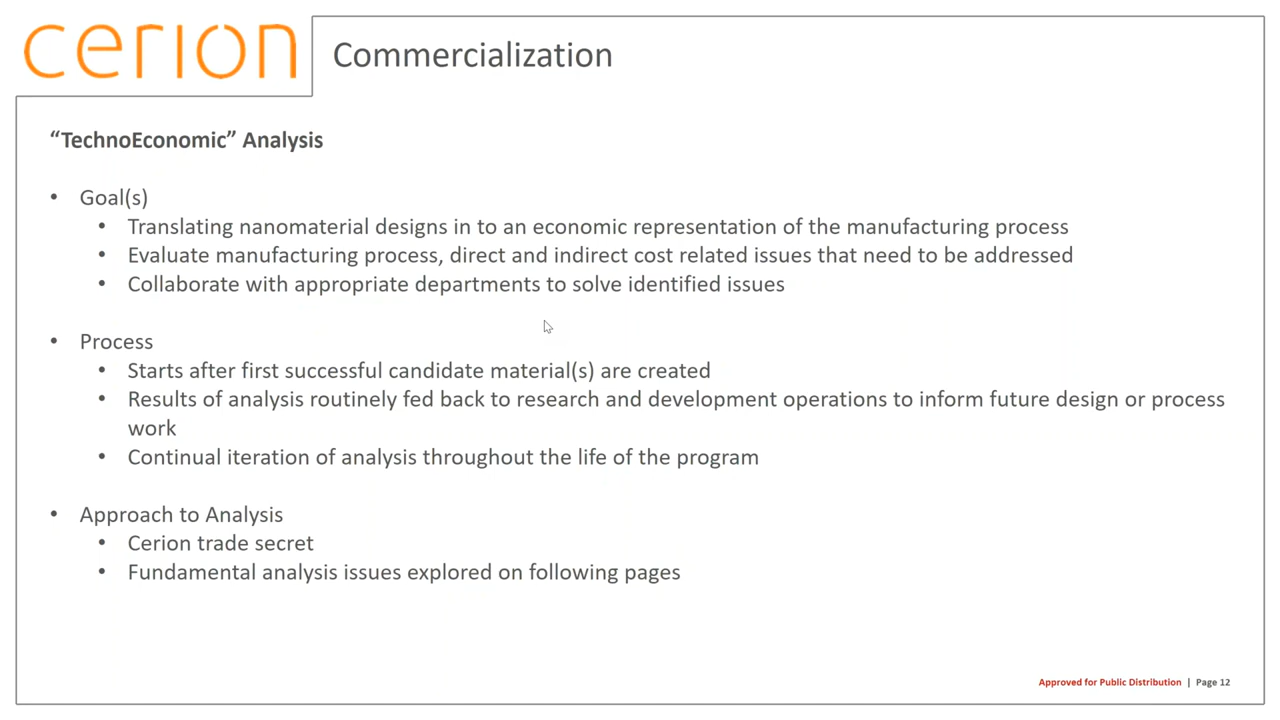 cerion
Commercialization
“TechnoEconomic” Analysis
• Goal(s)
• Translating nanomaterial designs in to an economic representation of the manufacturing process
• Evaluate manufacturing process, direct and indirect cost related issues that need to be addressed
• Collaborate with appropriate departments to solve identified issues
• Process
• Starts after first successful candidate material(s) are created
• Results of analysis routinely fed back to research and development operations to inform future design or process
work
• Continual iteration of analysis throughout the life of the program
• Approach to Analysis
• Cerion trade secret
• Fundamental analysis issues explored on following pages
Approved for Public Distribution | Page 12